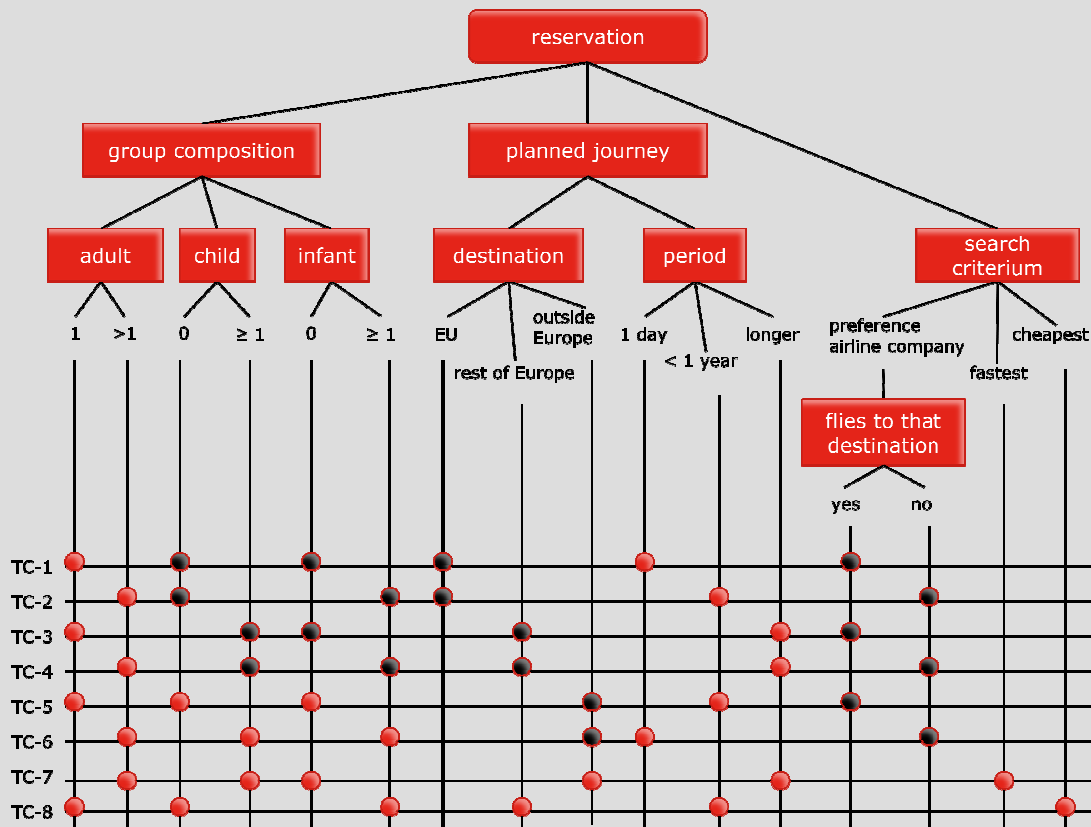 reservation
group composition
planned journey
adult
child
infant
destination
period
search
criterium
1
>1
0
≥ 1
0
≥ 1
EU
rest of Europe
outside
Europe
1 day
< 1 year
longer
preference
airline company
fastest
cheapest
flies to that
destination
yes
no
TC-1
TC-2
TC-3
TC-4
TC-5
TC-6
TC-7
TC-8